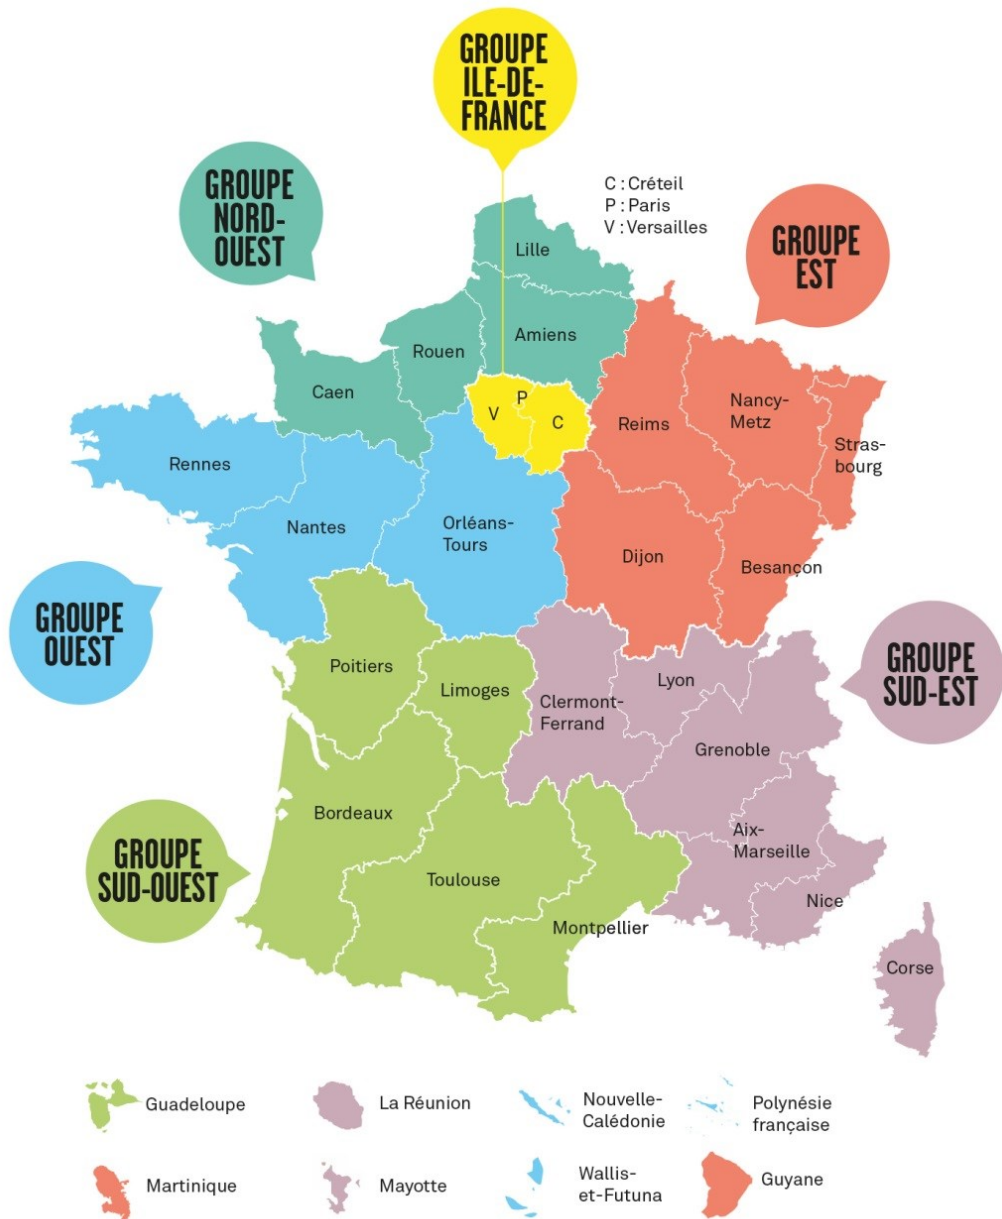 GROUPE
ILE-DE-
FRANCE
GROUPE
NORD-
OUEST
C : Créteil
P : Paris
V : Versailles
GROUPE
EST
Lille
Amiens
Rouen
Caen
V
P
C
Reims
Nancy-
Metz
Stras-
bourg
Rennes
Nantes
Orléans-
Tours
Dijon
Besançon
GROUPE
OUEST
GROUPE
SUD-EST
Poitiers
Limoges
Clermont-
Ferrand
Lyon
Grenoble
Bordeaux
Aix-
Marseille
GROUPE
SUD-OUEST
Toulouse
Nice
Montpellier
Corse
Guadeloupe
La Réunion
Nouvelle-
Calédonie
Polynésie
française
Martinique
Mayotte
Wallis-
et-Futuna
Guyane